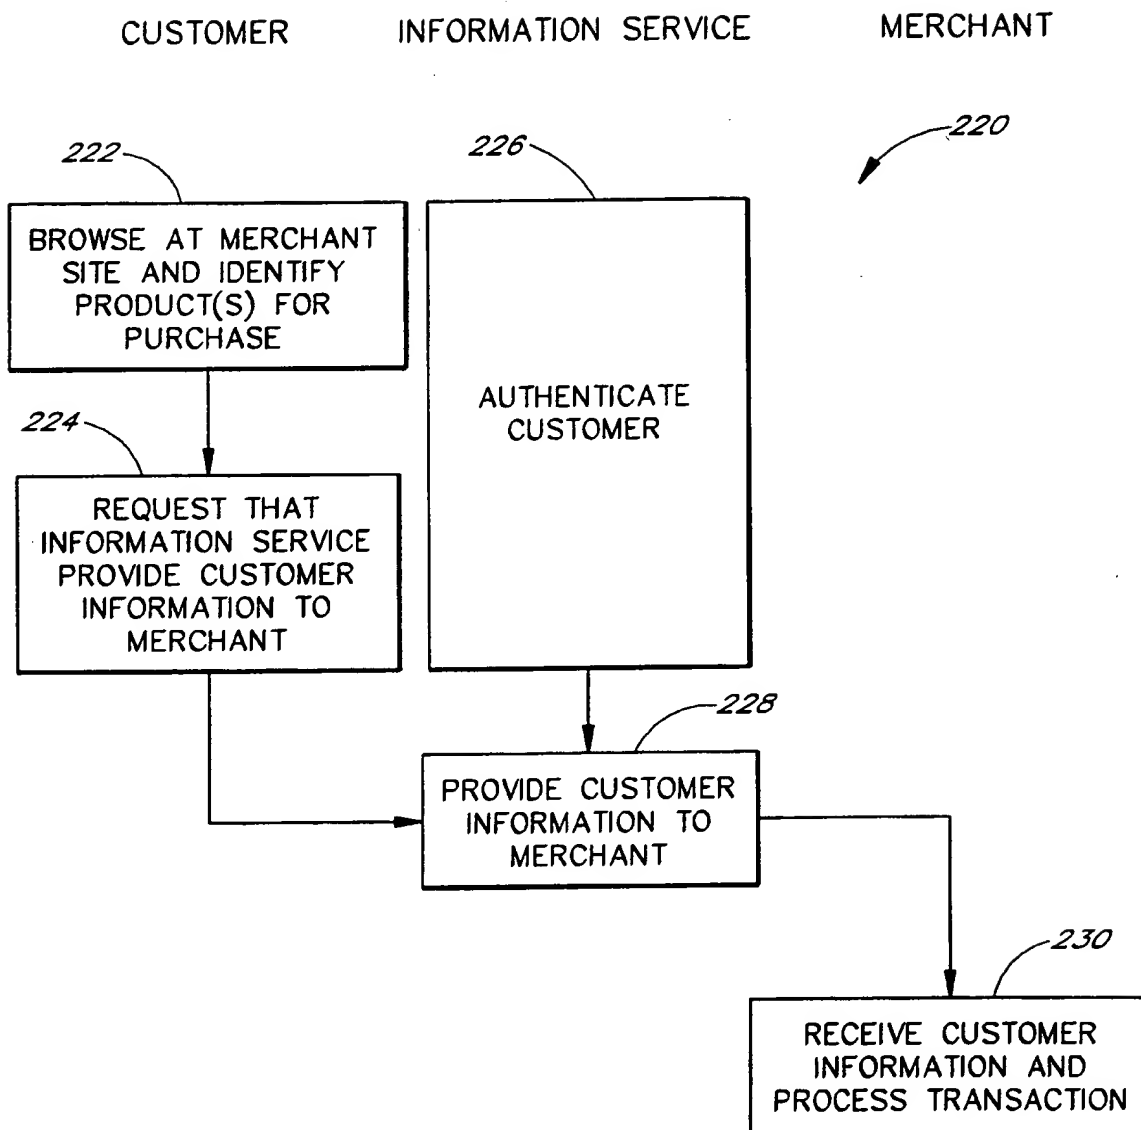 CUSTOMER INFORMATION SERVICE MERCHANT
220
222
226
BROWSE AT MERCHANT
SITE AND IDENTIFY
PRODUCT(S) FOR
PURCHASE
AUTHENTICATE
CUSTOMER
224
REQUEST THAT
INFORMATION SERVICE
PROVIDE CUSTOMER
INFORMATION TO
MERCHANT
228
PROVIDE CUSTOMER
INFORMATION TO
MERCHANT
230
RECEIVE CUSTOMER
INFORMATION AND
PROCESS TRANSACTION